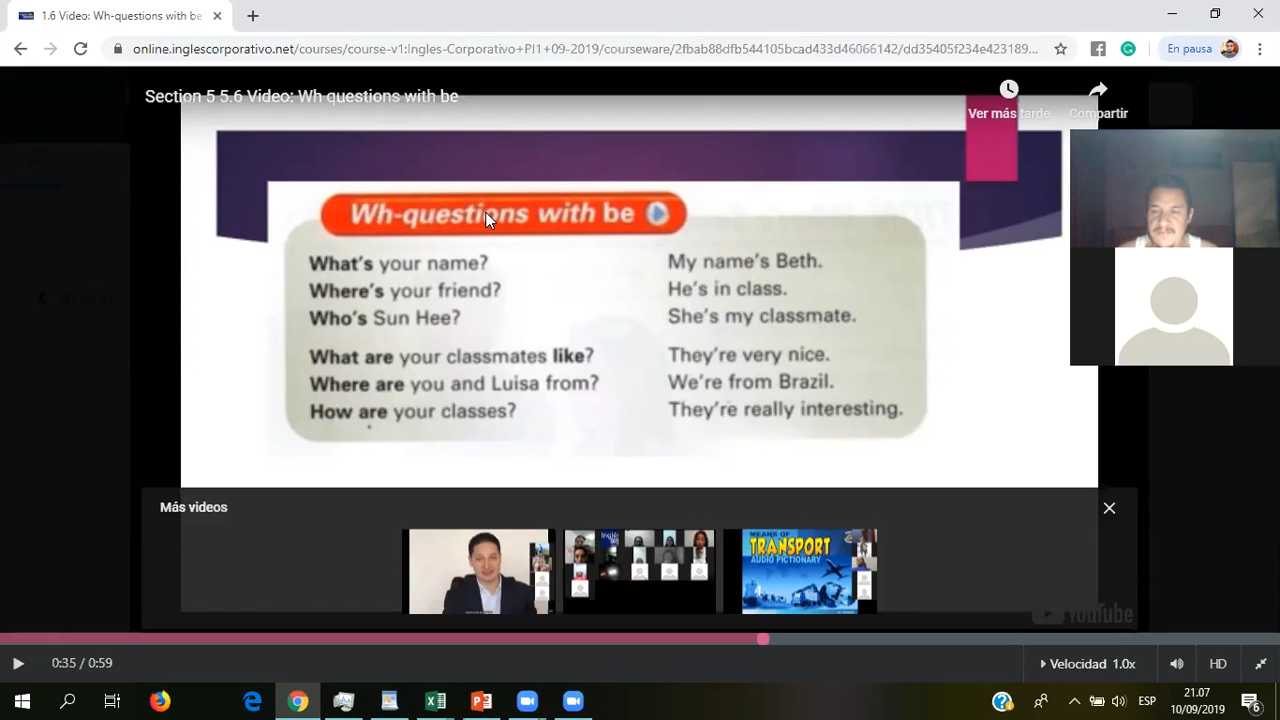 1.6 Video: Wh-questions with be
online.inglescorporativo.net/courses/course-v1:Ingles-Corporativo+PI1+09-2019/courseware/2fbab88dfb544105bcad433d46066142/dd35405f234e423189...
En pausa
Section 5 5.6 Video: Wh questions with be
Ver más tarde
Compartir
Wh-questions with be
What's your name? My name's Beth.
Where's your friend? He's in class.
Who's Sun Hee? She's my classmate.
What are your classmates like? They're very nice.
Where are you and Luisa from? We're from Brazil.
How are your classes? They're really interesting.
Anterior
Más videos
MEANS OF
TRANSPORT
AUDIO PICTIONARY
YouTube
0:35 / 0:59
Velocidad 1.0x
HD
ESP
21.07
10/09/2019
6